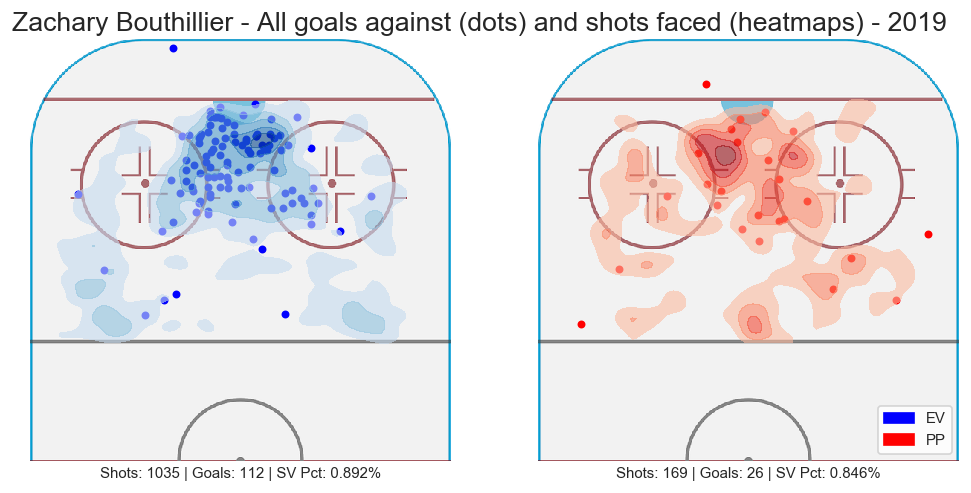 Zachary Bouthillier - All goals against (dots) and shots faced (heatmaps) - 2019
EV
PP
Shots: 1035 | Goals: 112 | SV Pct: 0.892%
Shots: 169 | Goals: 26 | SV Pct: 0.846%